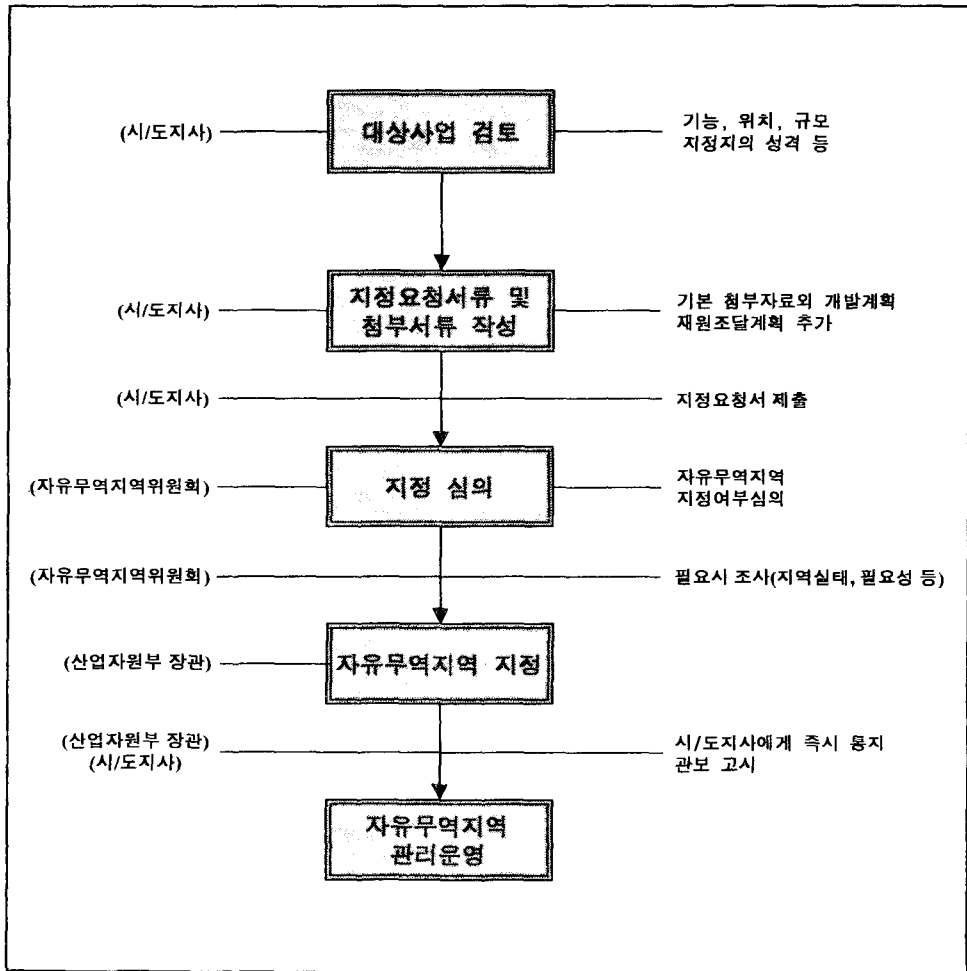 (시/도지사)
대상사업 검토
기능, 위치, 규모
지정지의 성격 등
(시/도지사)
지정요청서류 및
첨부서류 작성
기본 첨부자료외 개발계획
재원조달계획 추가
(시/도지사)
지정요청서 제출
(자유무역지역위원회)
지정 심의
자유무역지역
지정여부심의
(자유무역지역위원회)
필요시 조사(지역실태, 필요성 등)
(산업자원부 장관)
자유무역지역 지정
(산업자원부 장관)
(시/도지사)
시/도지사에게 즉시 통지
관보 고시
자유무역지역
관리운영